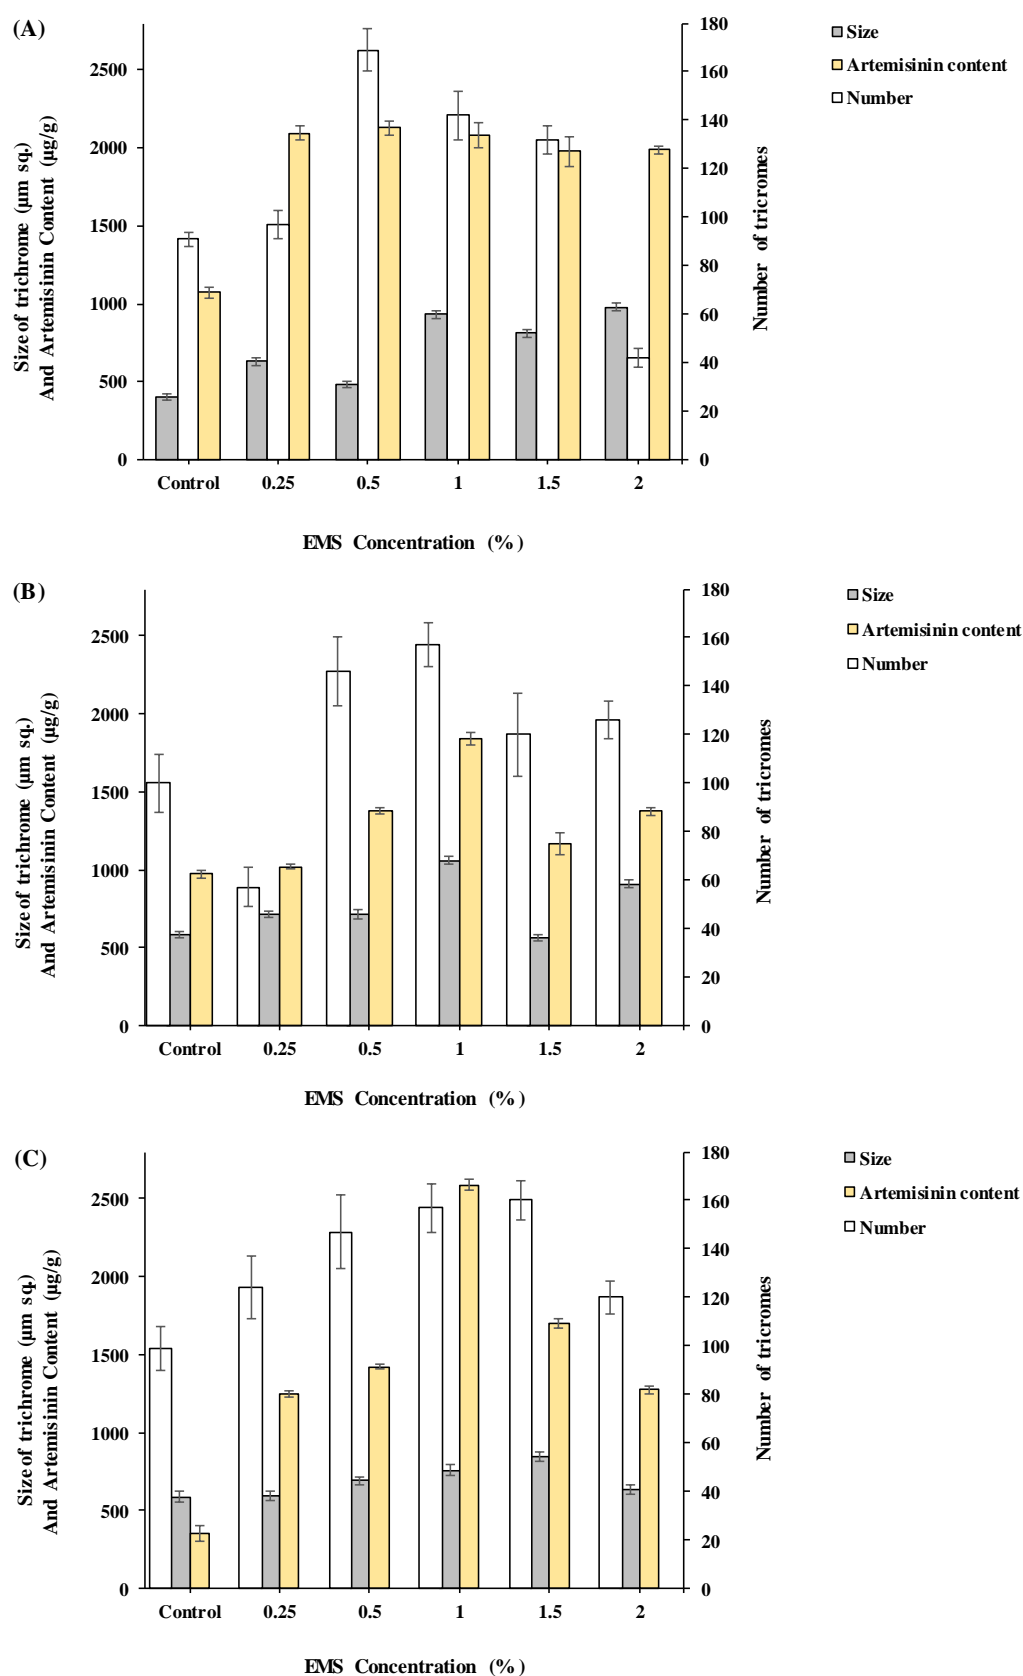 (A)
Size of trichrome (µm sq.)
And Artemisinin Content (µg/g)
2500
2000
1500
1000
500
0
180
160
140
120
100
80
60
40
20
0
Number of tricromes
Size
Artemisinin content
Number
Control 0.25 0.5 1 1.5 2
EMS Concentration (%)
(B)
Size of trichrome (µm sq.)
And Artemisinin Content (µg/g)
2500
2000
1500
1000
500
0
180
160
140
120
100
80
60
40
20
0
Number of tricromes
Size
Artemisinin content
Number
Control 0.25 0.5 1 1.5 2
EMS Concentration (%)
(C)
Size of trichrome (µm sq.)
And Artemisinin Content (µg/g)
2500
2000
1500
1000
500
0
180
160
140
120
100
80
60
40
20
0
Number of tricromes
Size
Artemisinin content
Number
Control 0.25 0.5 1 1.5 2
EMS Concentration (%)